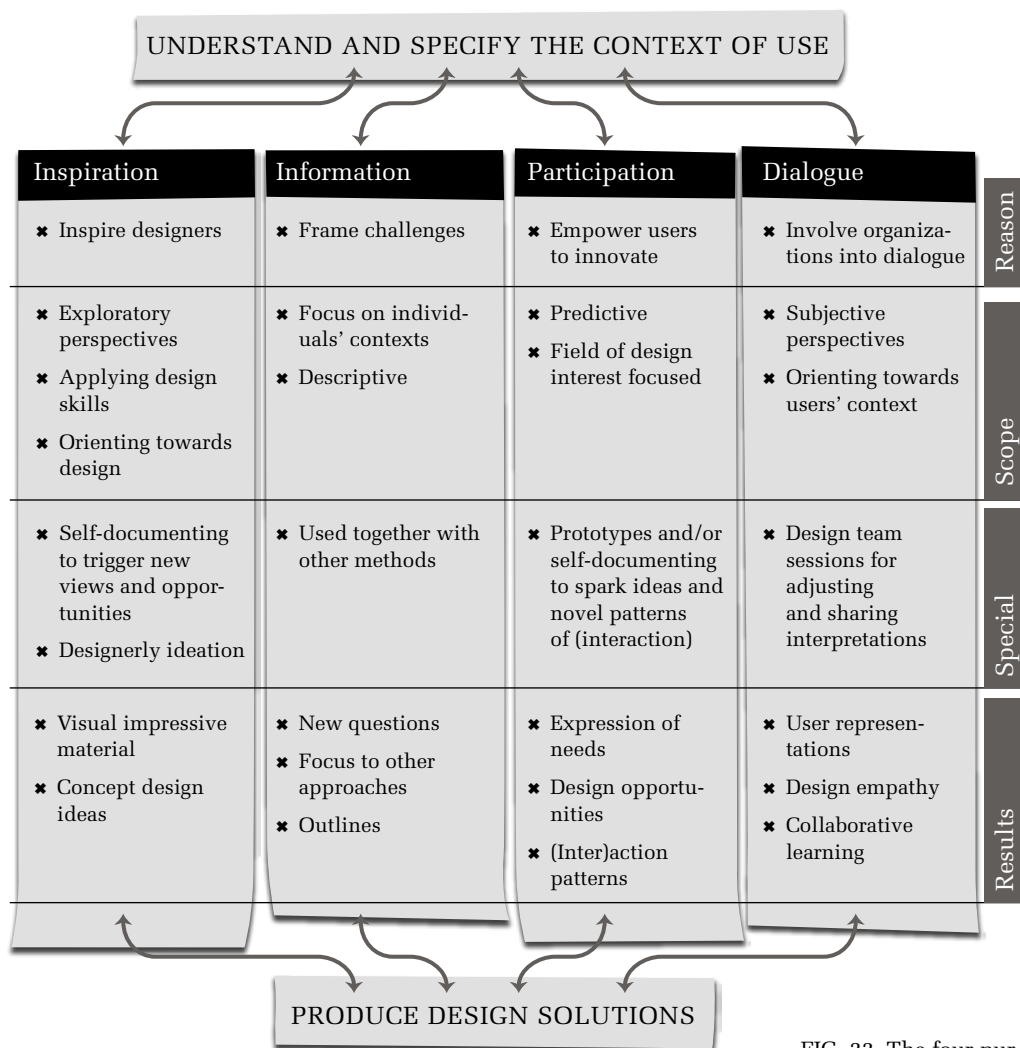 UNDERSTAND AND SPECIFY THE CONTEXT OF USE
Inspiration
Information
Participation
Dialogue
Reason
✖ Inspire designers
✖ Frame challenges
✖ Empower users
to innovate
✖ Involve organiza-
tions into dialogue
Scope
✖ Exploratory
perspectives
✖ Applying design
skills
✖ Orienting towards
design
✖ Focus on individ-
uals’ contexts
✖ Descriptive
✖ Predictive
✖ Field of design
interest focused
✖ Subjective
perspectives
✖ Orienting towards
users’ context
Special
✖ Self-documenting
to trigger new
views and oppor-
tunities
✖ Designerly ideation
✖ Used together with
other methods
✖ Prototypes and/or
self-documenting
to spark ideas and
novel patterns
of (interaction)
✖ Design team
sessions for
adjusting
and sharing
interpretations
Results
✖ Visual impressive
material
✖ Concept design
ideas
✖ New questions
✖ Focus to other
approaches
✖ Outlines
✖ Expression of
needs
✖ Design opportu-
nities
✖ (Inter)action
patterns
✖ User represen-
tations
✖ Design empathy
✖ Collaborative
learning
PRODUCE DESIGN SOLUTIONS
The four pur